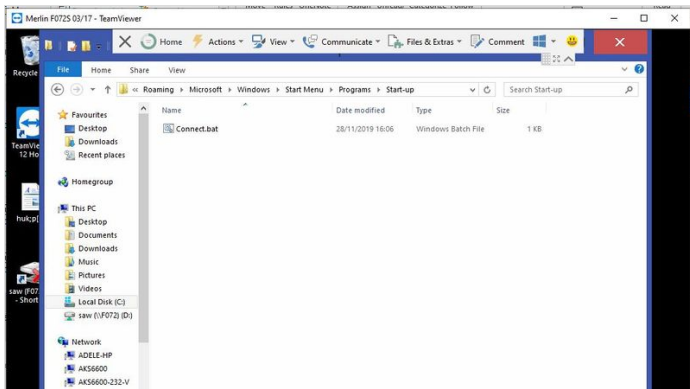 Merlin F072S 03/17 - TeamViewer
Home Actions View Communicate Files & Extras Comment
File Home Share View
« Roaming › Microsoft › Windows › Start Menu › Programs › Start-up
Search Start-up
Name Date modified Type Size
Connect.bat 28/11/2019 16:06 Windows Batch File 1 KB
Favourites
Desktop
Downloads
Recent places
Homegroup
This PC
Desktop
Documents
Downloads
Music
Pictures
Videos
Local Disk (C:)
saw (\\F072) (D:)
Network
ADELE-HP
AKS6600
AKS6600-232-V
Recycle
TeamVie
12 Ho
huk;p[
saw (F07
- Short